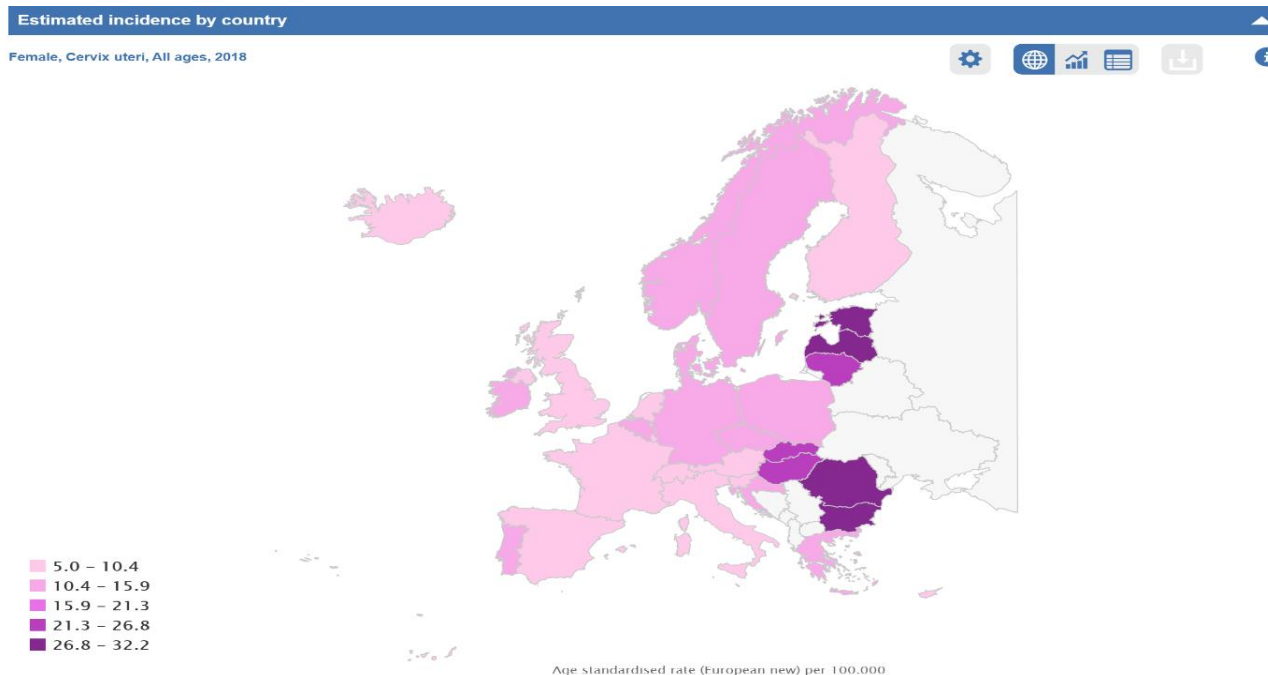 Estimated incidence by country
Female, Cervix uteri, All ages, 2018
5.0 – 10.4
10.4 – 15.9
15.9 – 21.3
21.3 – 26.8
26.8 – 32.2
Age standardised rate (European new) per 100.000